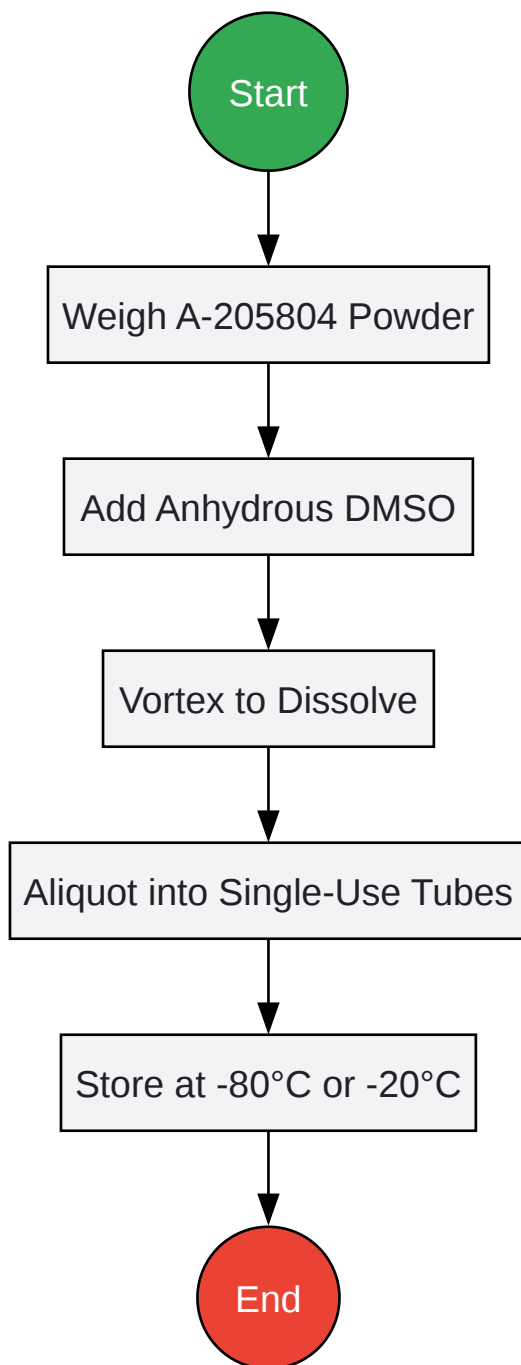 Start
Weigh A-205804 Powder
Add Anhydrous DMSO
Vortex to Dissolve
Aliquot into Single-Use Tubes
Store at -80°C or -20°C
End